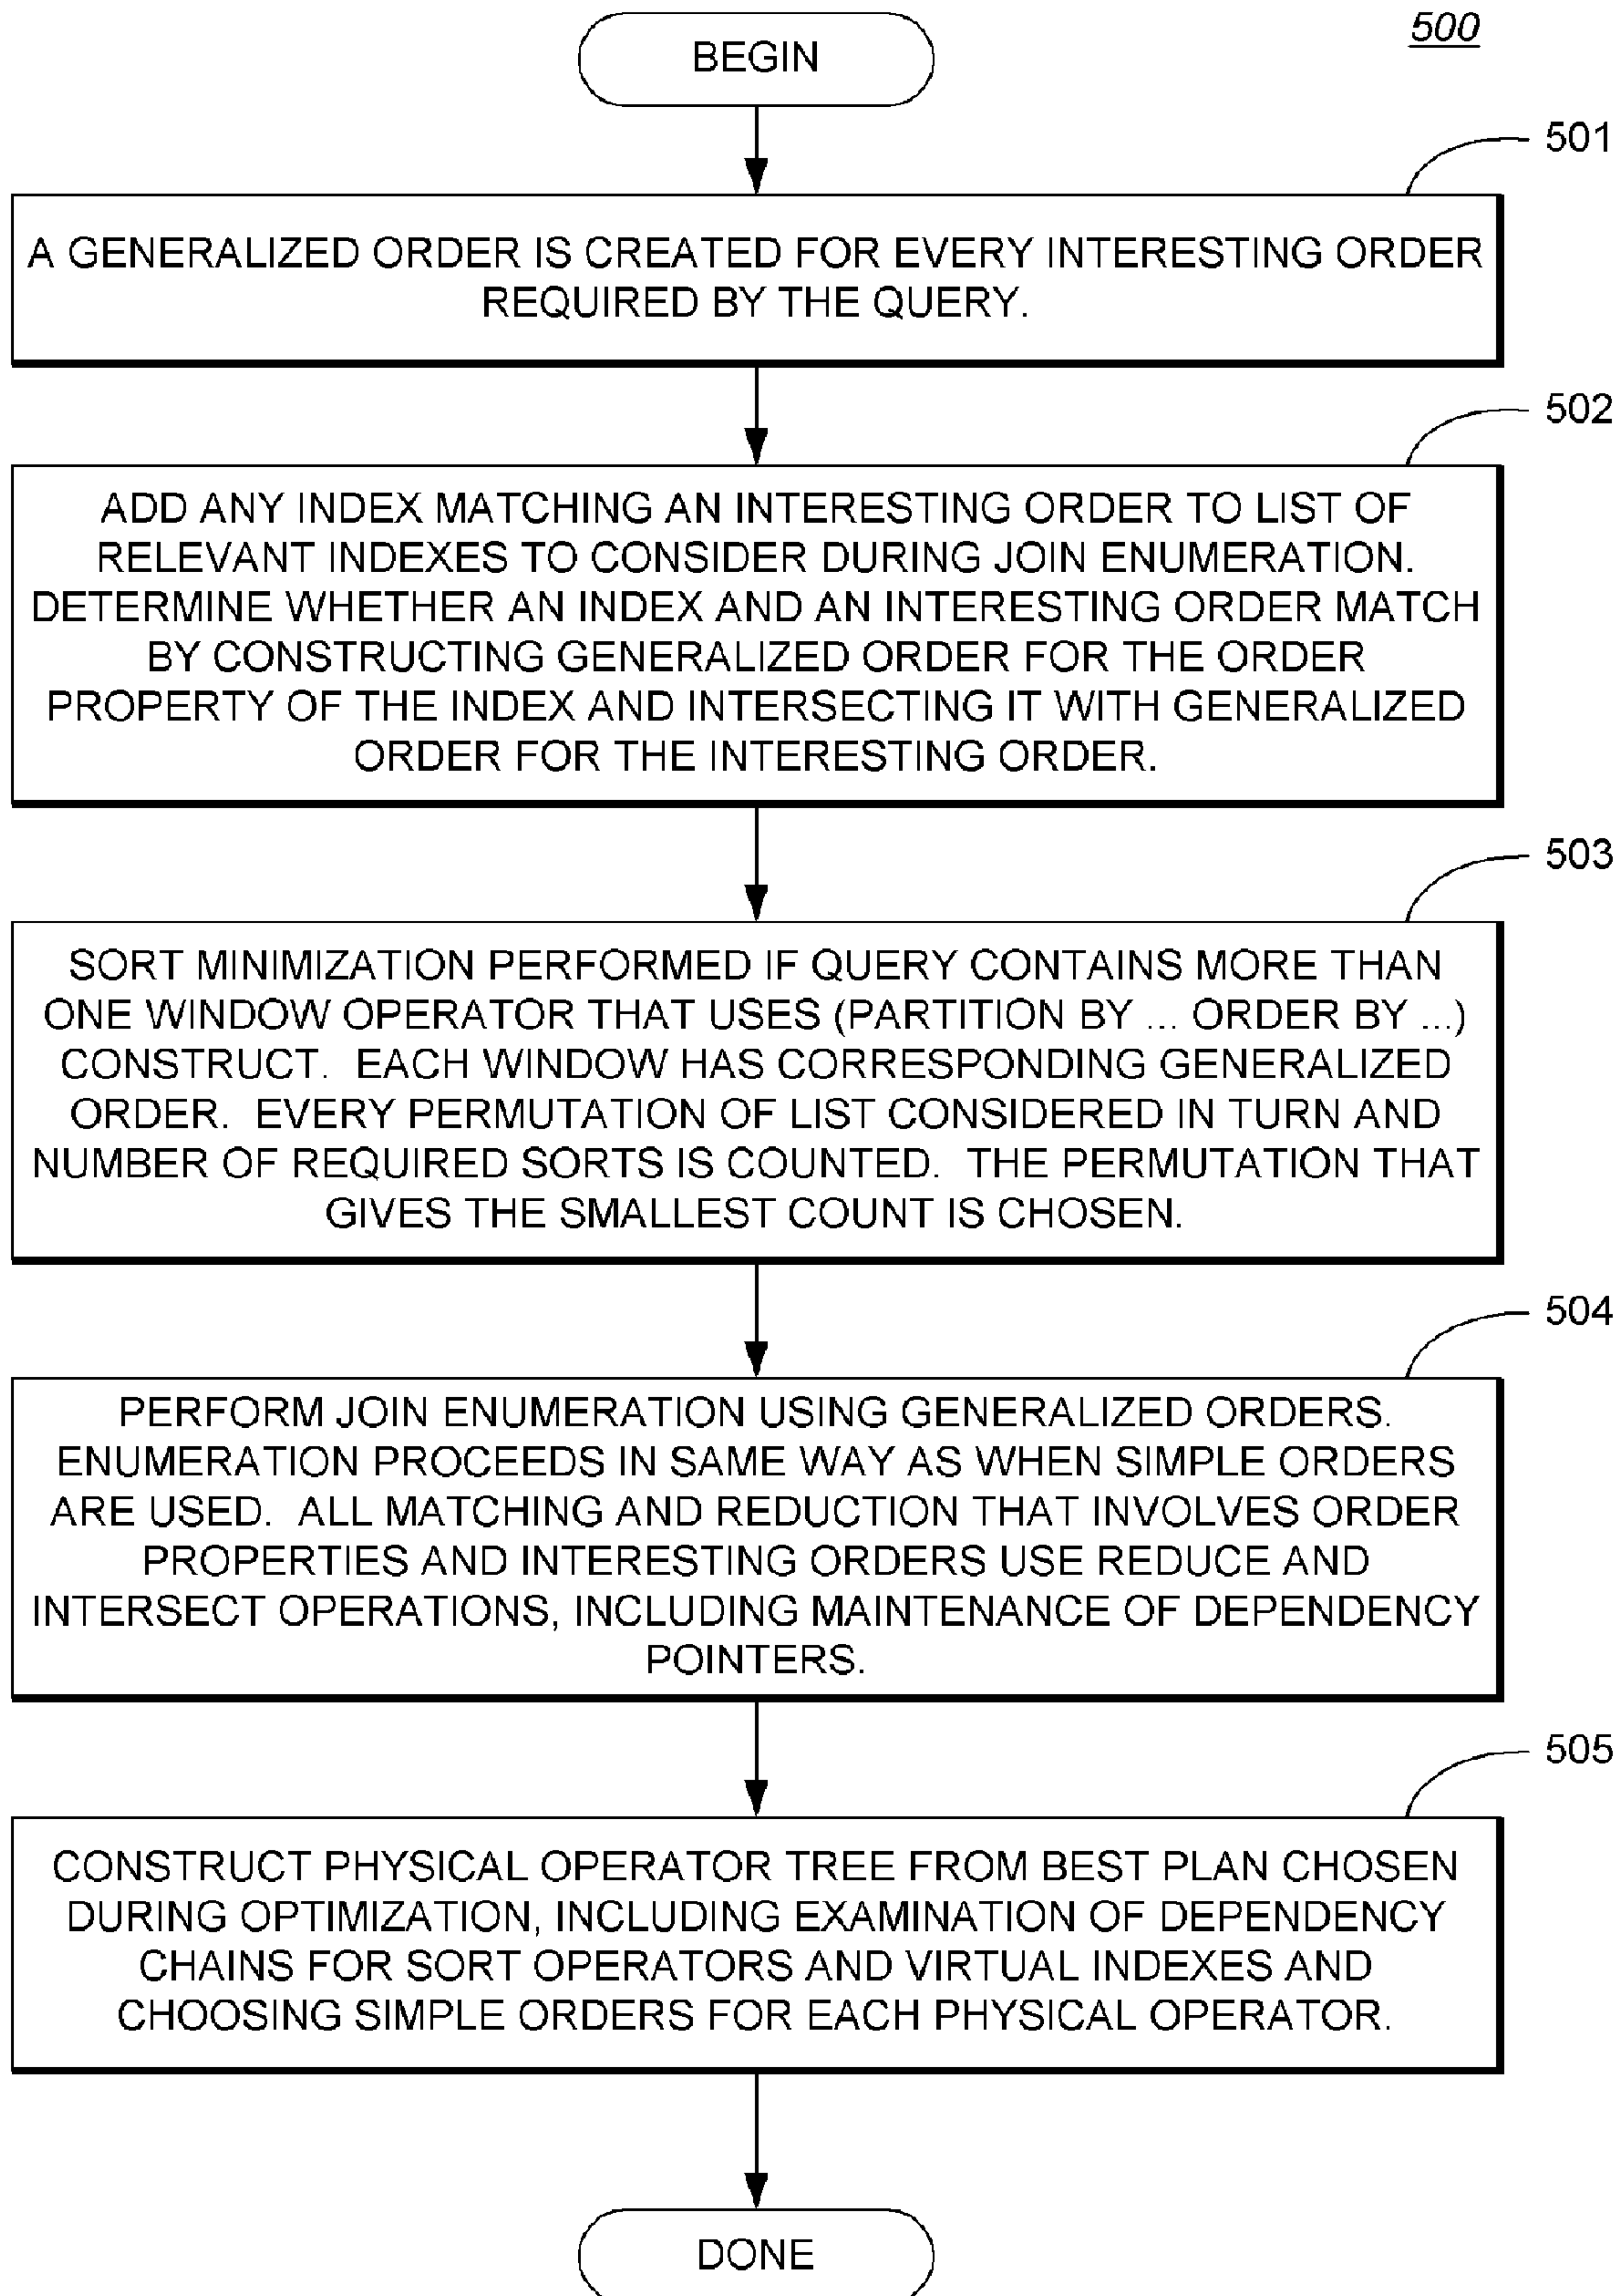 500
BEGIN
501
A GENERALIZED ORDER IS CREATED FOR EVERY INTERESTING ORDER
REQUIRED BY THE QUERY.
502
ADD ANY INDEX MATCHING AN INTERESTING ORDER TO LIST OF
RELEVANT INDEXES TO CONSIDER DURING JOIN ENUMERATION.
DETERMINE WHETHER AN INDEX AND AN INTERESTING ORDER MATCH
BY CONSTRUCTING GENERALIZED ORDER FOR THE ORDER
PROPERTY OF THE INDEX AND INTERSECTING IT WITH GENERALIZED
ORDER FOR THE INTERESTING ORDER.
503
SORT MINIMIZATION PERFORMED IF QUERY CONTAINS MORE THAN
ONE WINDOW OPERATOR THAT USES (PARTITION BY ... ORDER BY ...)
CONSTRUCT. EACH WINDOW HAS CORRESPONDING GENERALIZED
ORDER. EVERY PERMUTATION OF LIST CONSIDERED IN TURN AND
NUMBER OF REQUIRED SORTS IS COUNTED. THE PERMUTATION THAT
GIVES THE SMALLEST COUNT IS CHOSEN.
504
PERFORM JOIN ENUMERATION USING GENERALIZED ORDERS.
ENUMERATION PROCEEDS IN SAME WAY AS WHEN SIMPLE ORDERS
ARE USED. ALL MATCHING AND REDUCTION THAT INVOLVES ORDER
PROPERTIES AND INTERESTING ORDERS USE REDUCE AND
INTERSECT OPERATIONS, INCLUDING MAINTENANCE OF DEPENDENCY
POINTERS.
505
CONSTRUCT PHYSICAL OPERATOR TREE FROM BEST PLAN CHOSEN
DURING OPTIMIZATION, INCLUDING EXAMINATION OF DEPENDENCY
CHAINS FOR SORT OPERATORS AND VIRTUAL INDEXES AND
CHOOSING SIMPLE ORDERS FOR EACH PHYSICAL OPERATOR.
DONE